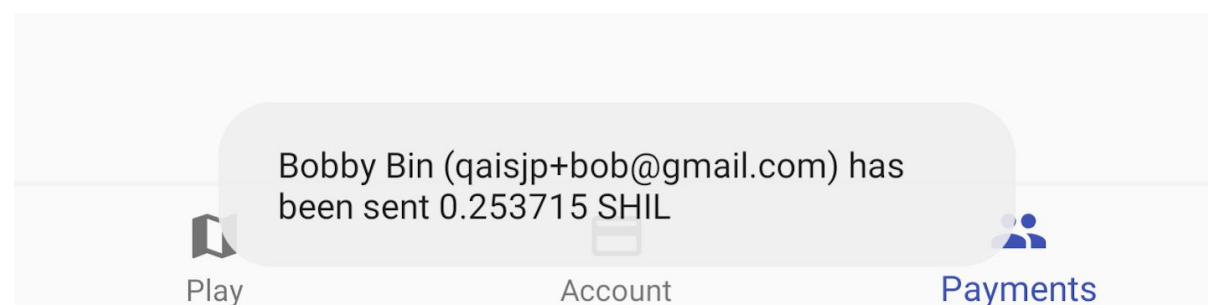 Bobby Bin (qaisjp+bob@gmail.com) has
been sent 0.253715 SHIL
Play
Account
Payments